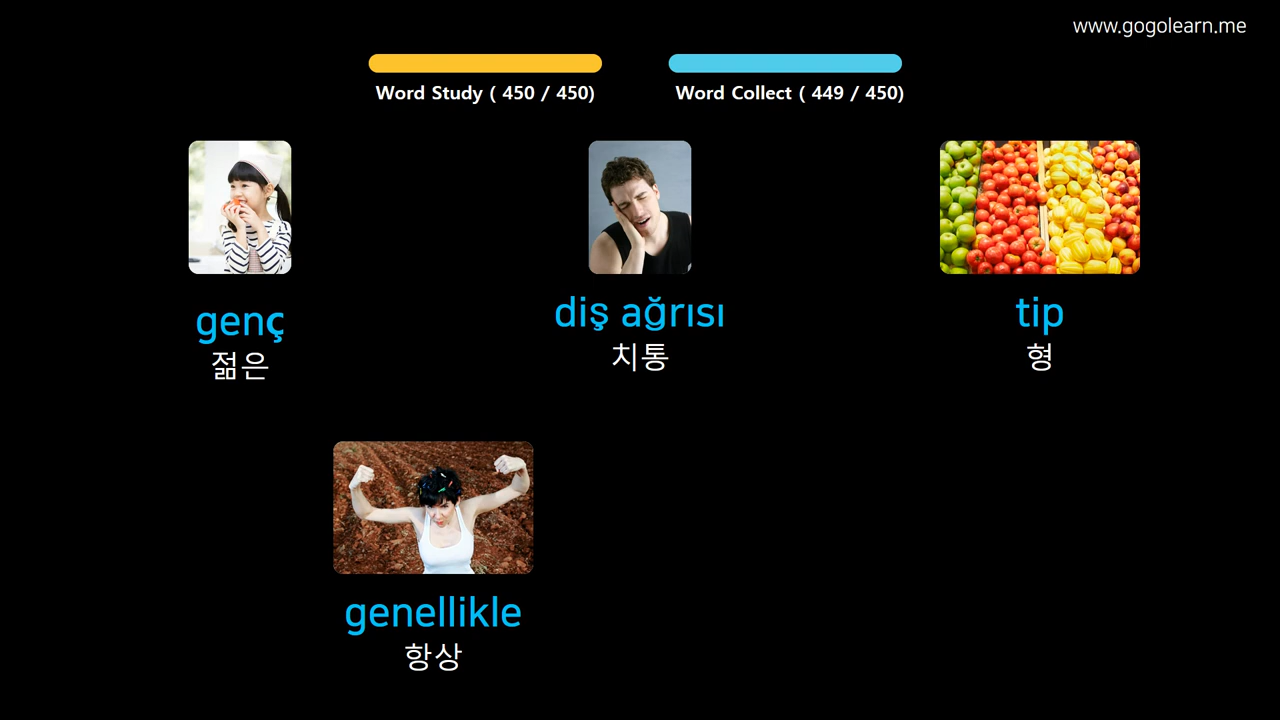 www.gogolearn.me
Word Study ( 450 / 450)
Word Collect ( 449 / 450)
genç
젊은
diş ağrısı
치통
tip
형
genellikle
항상